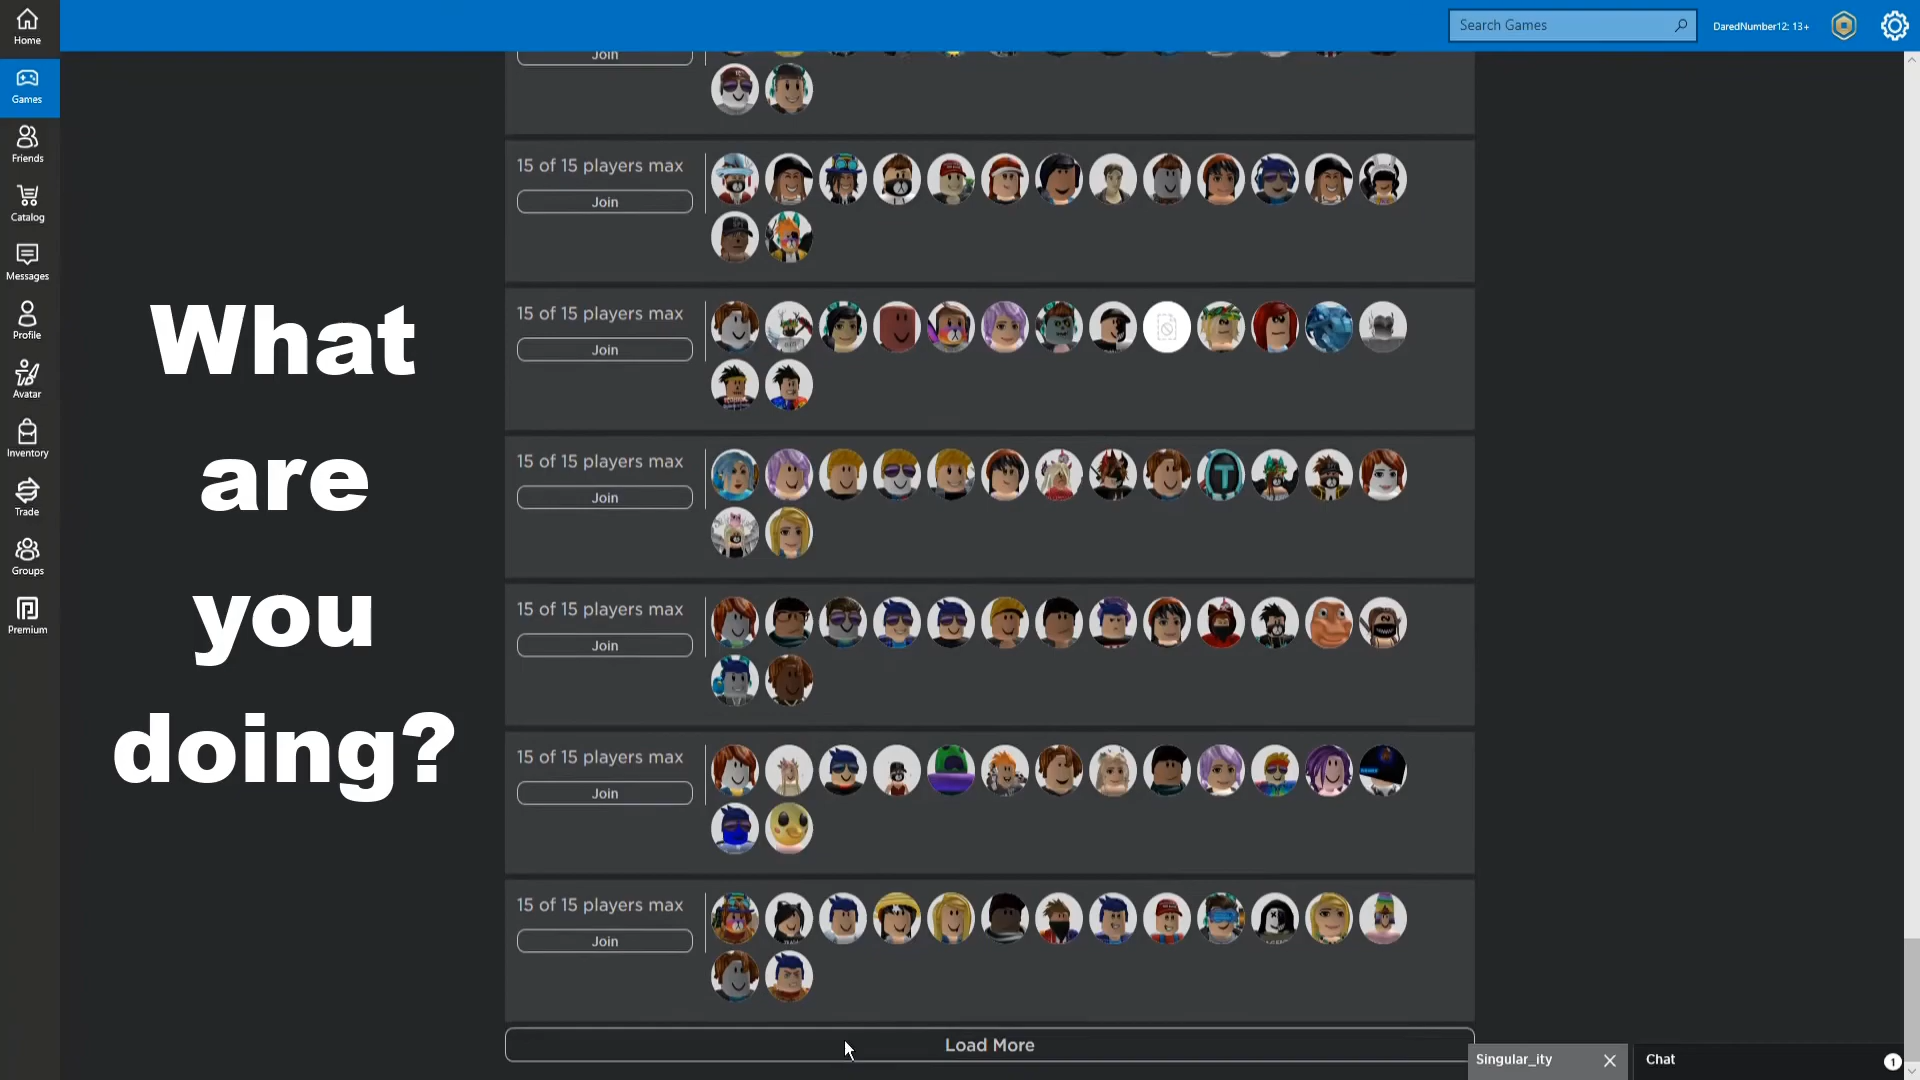 Home
Search Games
DaredNumber12: 13+
Games
Friends
Catalog
Messages
Profile
Avatar
Inventory
Trade
Groups
Premium
What
are
you
doing?
Join
15 of 15 players max
Join
15 of 15 players max
Join
15 of 15 players max
Join
15 of 15 players max
Join
15 of 15 players max
Join
15 of 15 players max
Join
Load More
Singular_ity
Chat
1